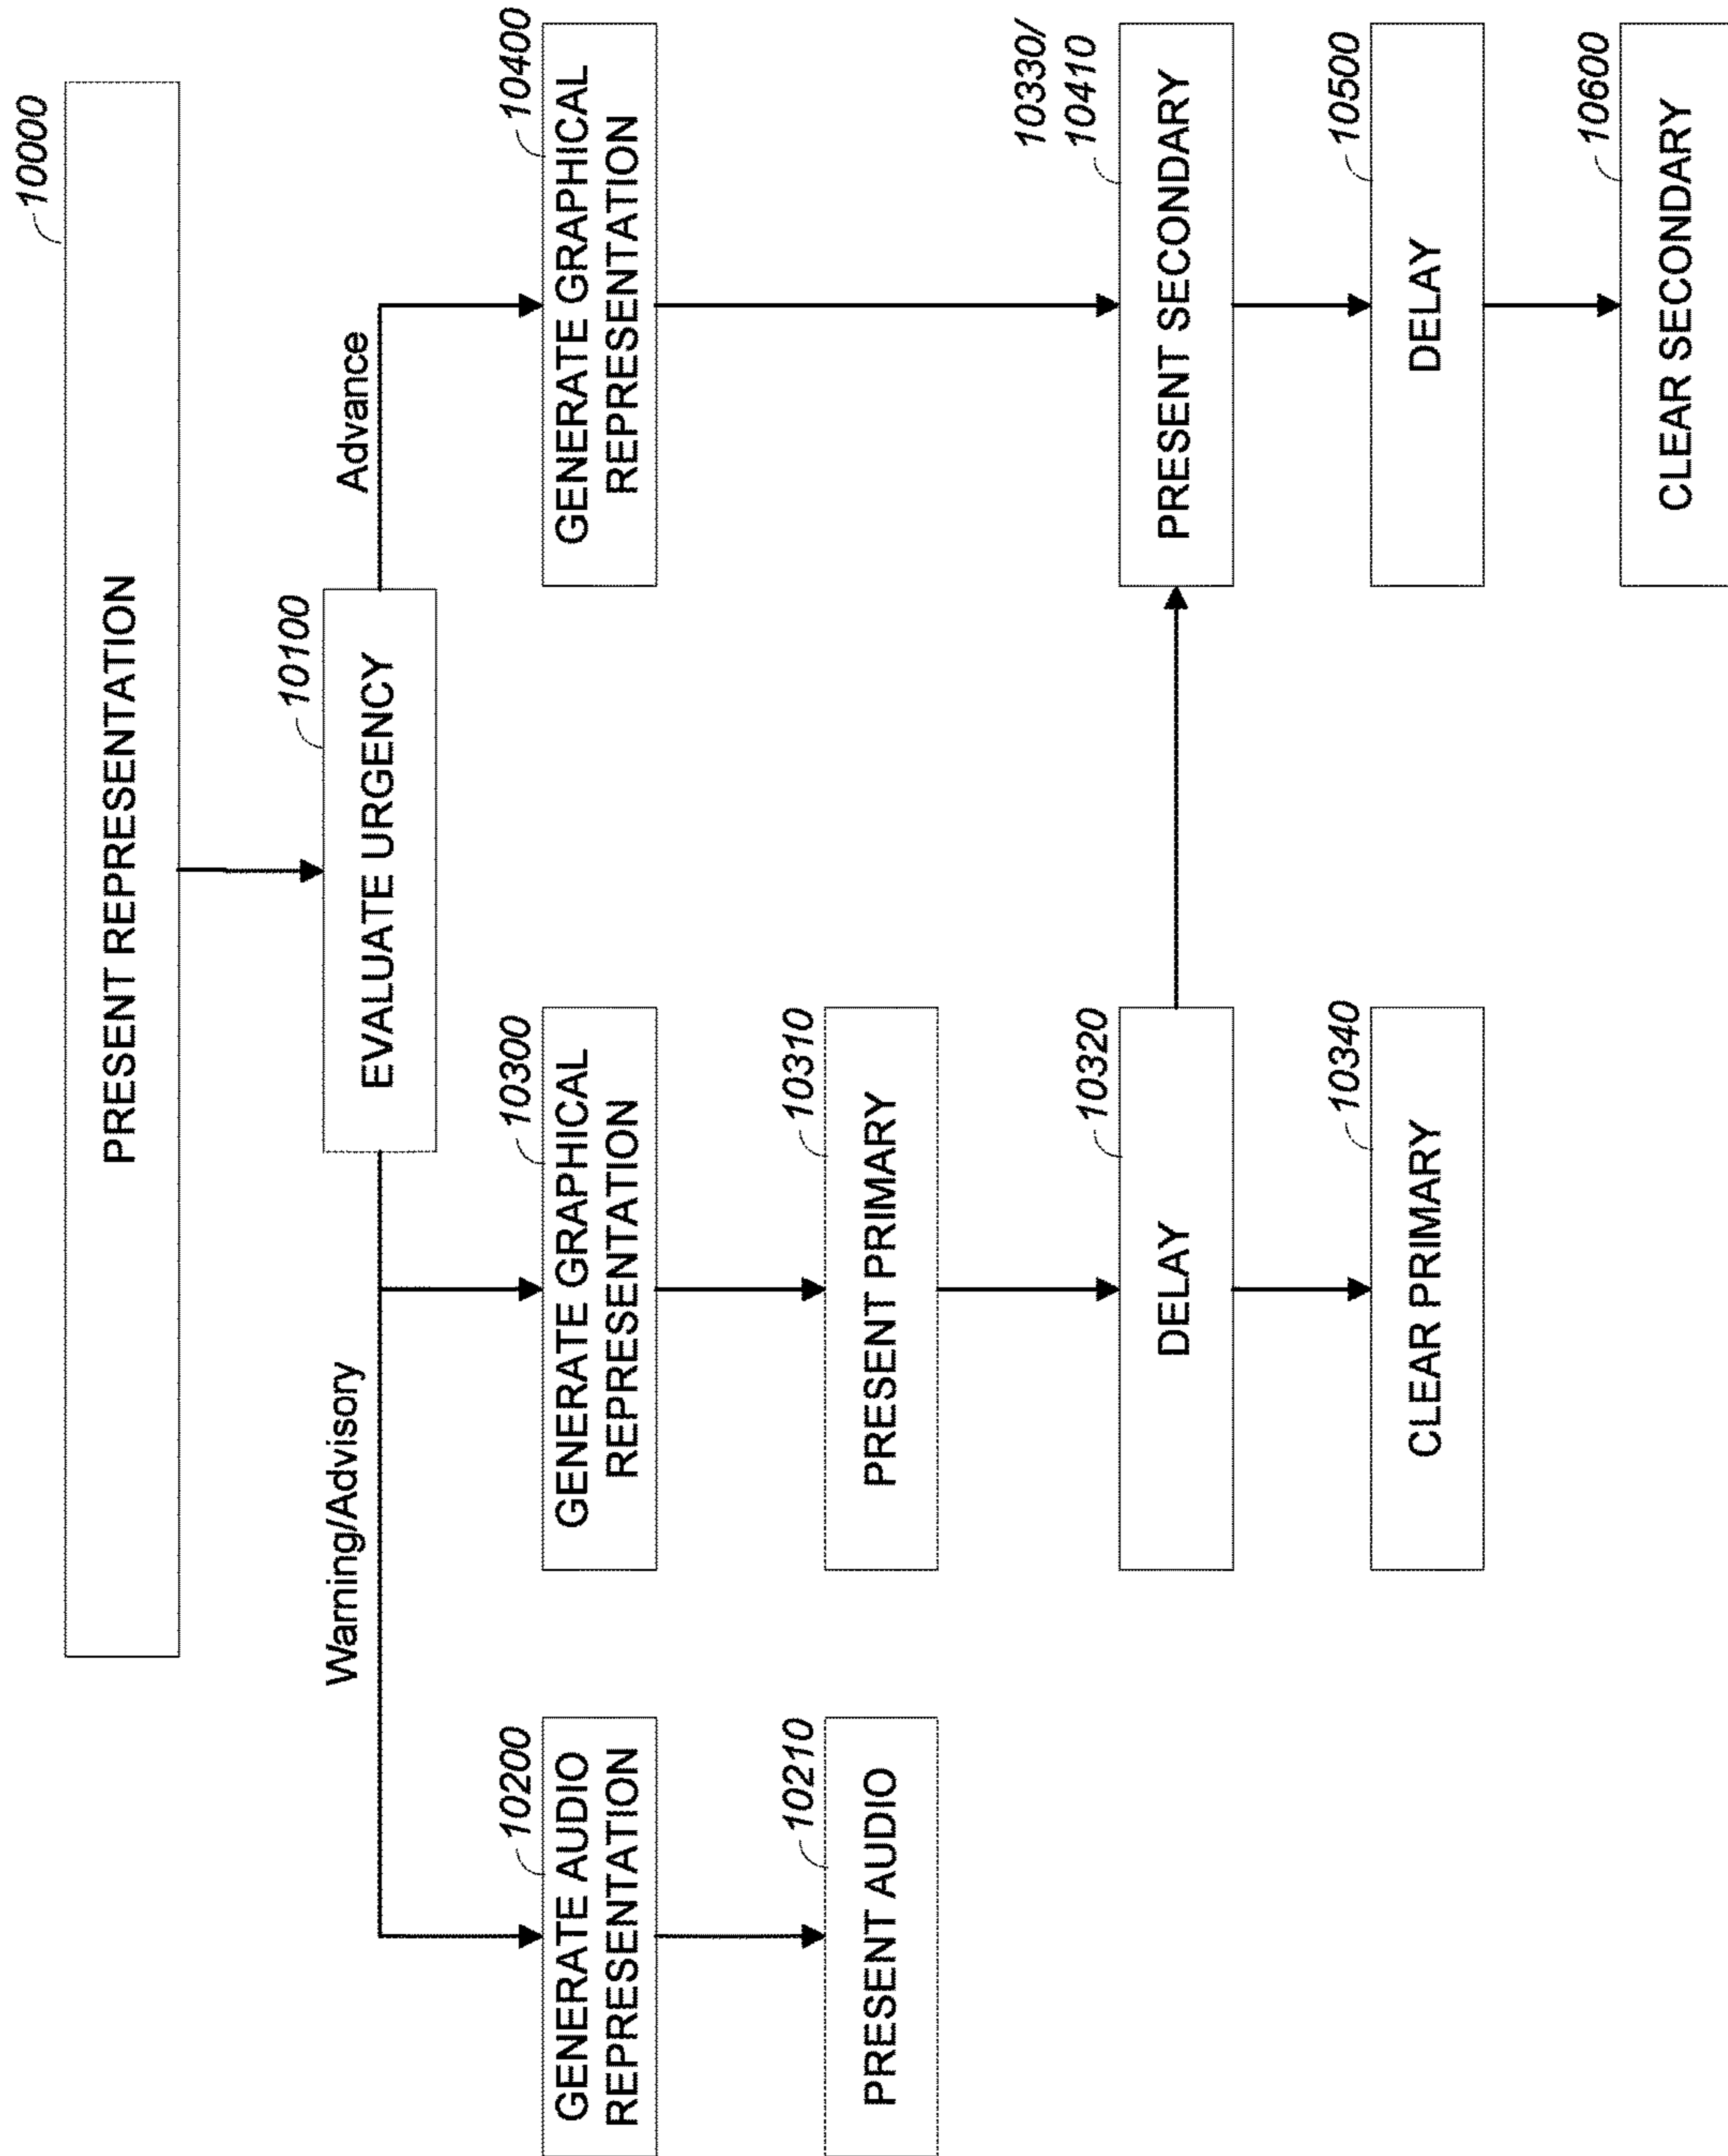 10000
PRESENT REPRESENTATION
10100
EVALUATE URGENCY
Warning/Advisory
Advance
10200
GENERATE AUDIO
REPRESENTATION
10300
GENERATE GRAPHICAL
REPRESENTATION
10400
GENERATE GRAPHICAL
REPRESENTATION
10210
PRESENT AUDIO
10310
PRESENT PRIMARY
10320
DELAY
10330/
10410
PRESENT SECONDARY
10340
CLEAR PRIMARY
10500
DELAY
10600
CLEAR SECONDARY